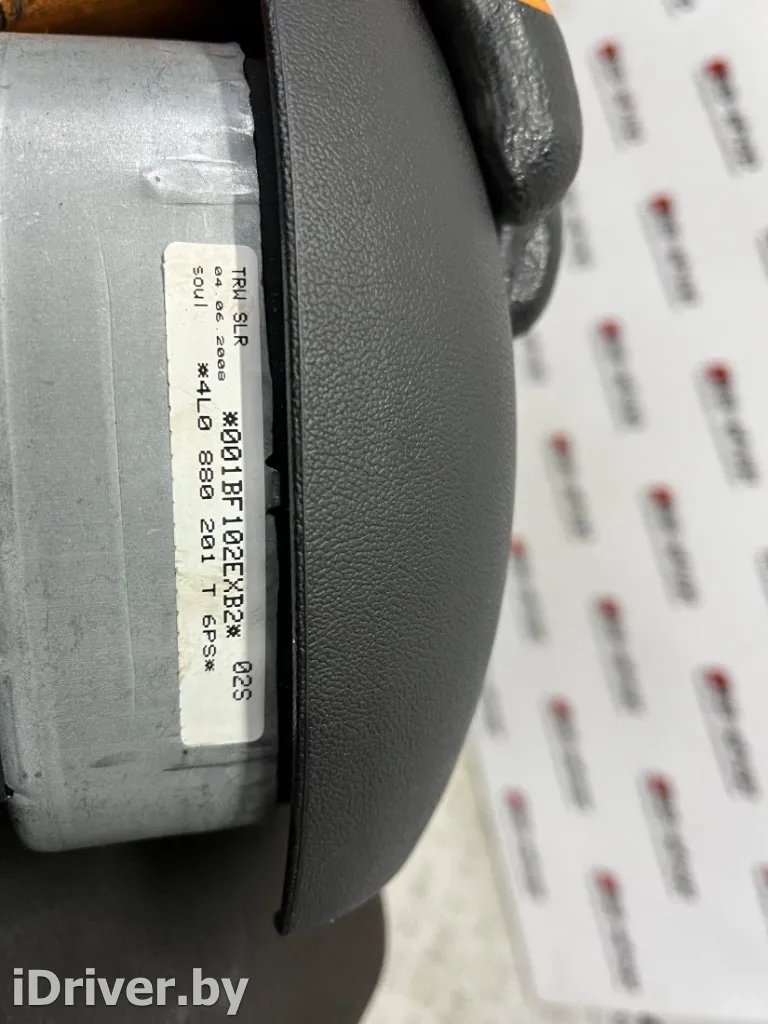 TRW SLR
04.06.2008
soul
*001BF102EXB2* 02S
*4L0 880 201 T 6PS*
iDriver.by